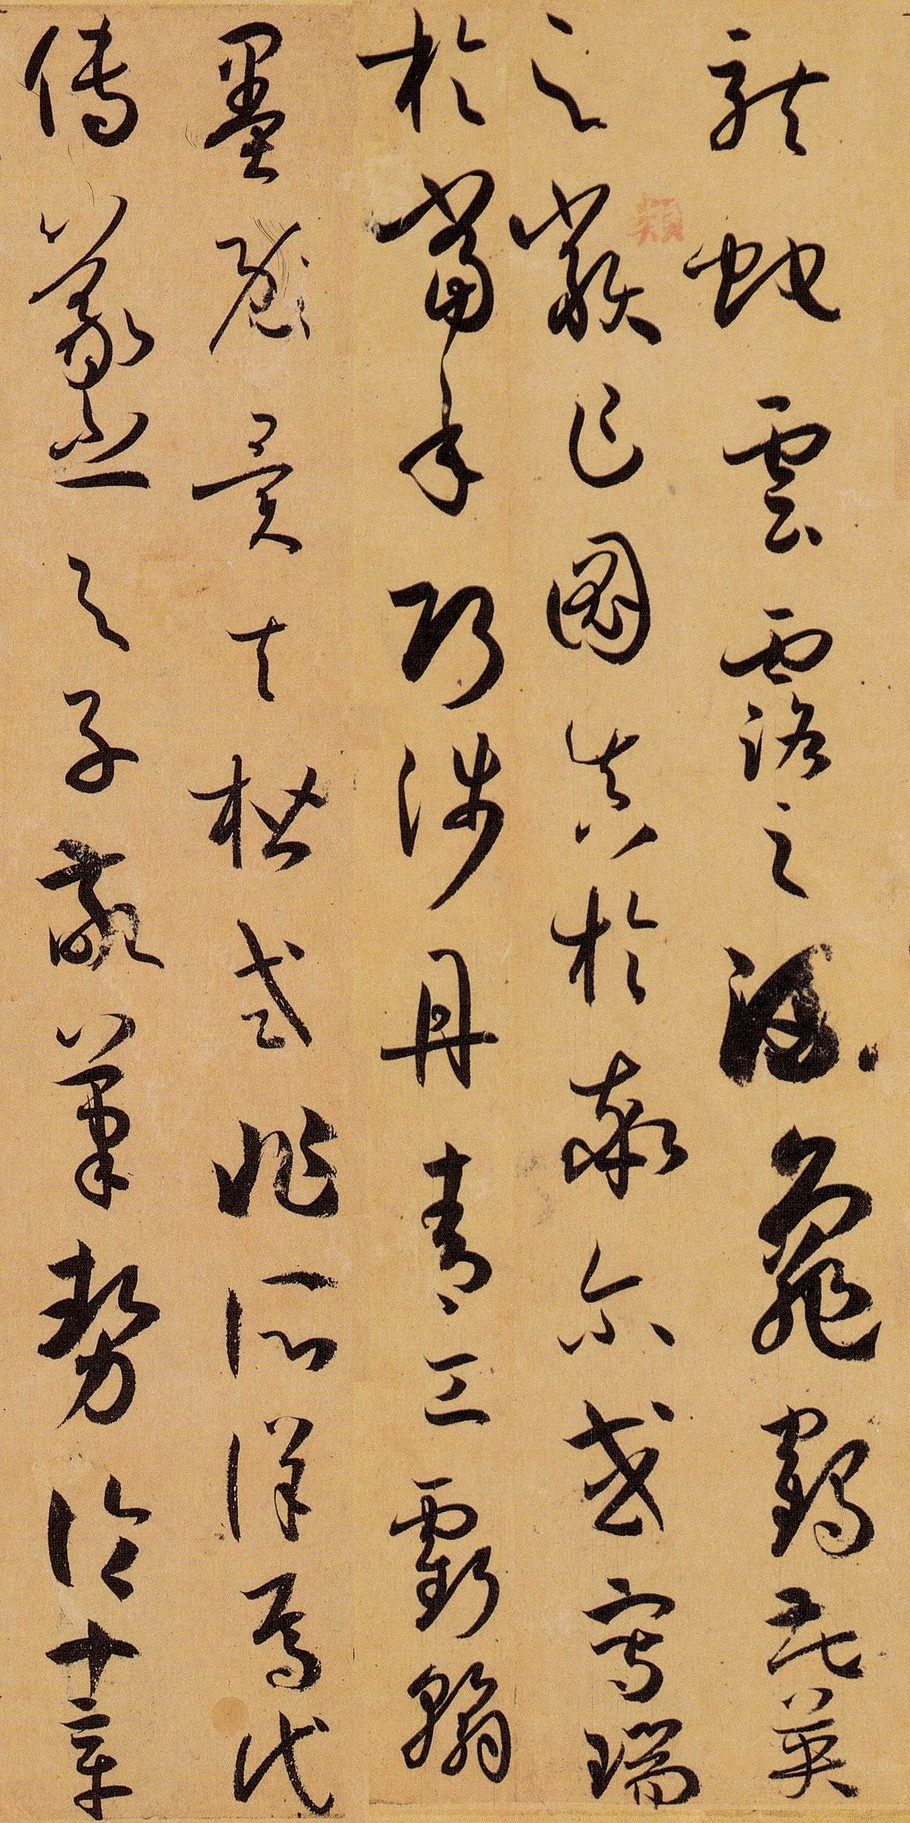 龍蛇雲露之流龜鶴花英
之類乍圖真於率爾或寫瑞
於當年巧涉丹青工虧翰
墨異夫楷式非所詳焉代
傳羲之與子敬筆勢論十章